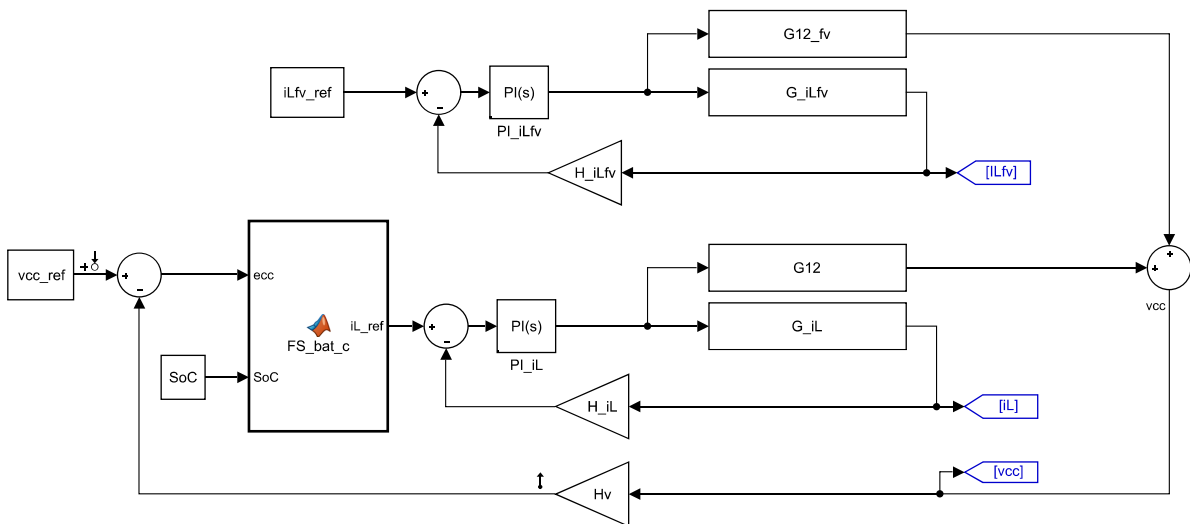 G12_fv
iLfv_ref
+
−
PI(s)
PI_iLfv
G_iLfv
H_iLfv
[ILfv]
vcc_ref
+
+
−
ecc
SoC
SoC
iL_ref
FS_bat_c
+
−
PI(s)
PI_iL
G12
G_iL
+
+
vcc
H_iL
[iL]
[vcc]
Hv